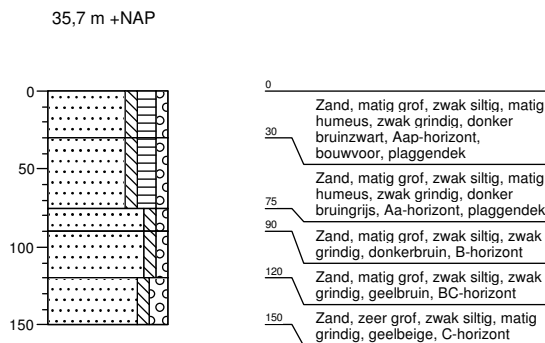 35,7 m +NAP
0
50
100
150
0
Zand, matig grof, zwak siltig, matig
humeus, zwak grindig, donker
bruinzwart, Aap-horizont,
bouwvoor, plaggendek
30
Zand, matig grof, zwak siltig, matig
humeus, zwak grindig, donker
bruingrijs, Aa-horizont, plaggendek
75
Zand, matig grof, zwak siltig, zwak
grindig, donkerbruin, B-horizont
90
Zand, matig grof, zwak siltig, zwak
grindig, geelbruin, BC-horizont
120
Zand, zeer grof, zwak siltig, matig
grindig, geelbeige, C-horizont
150